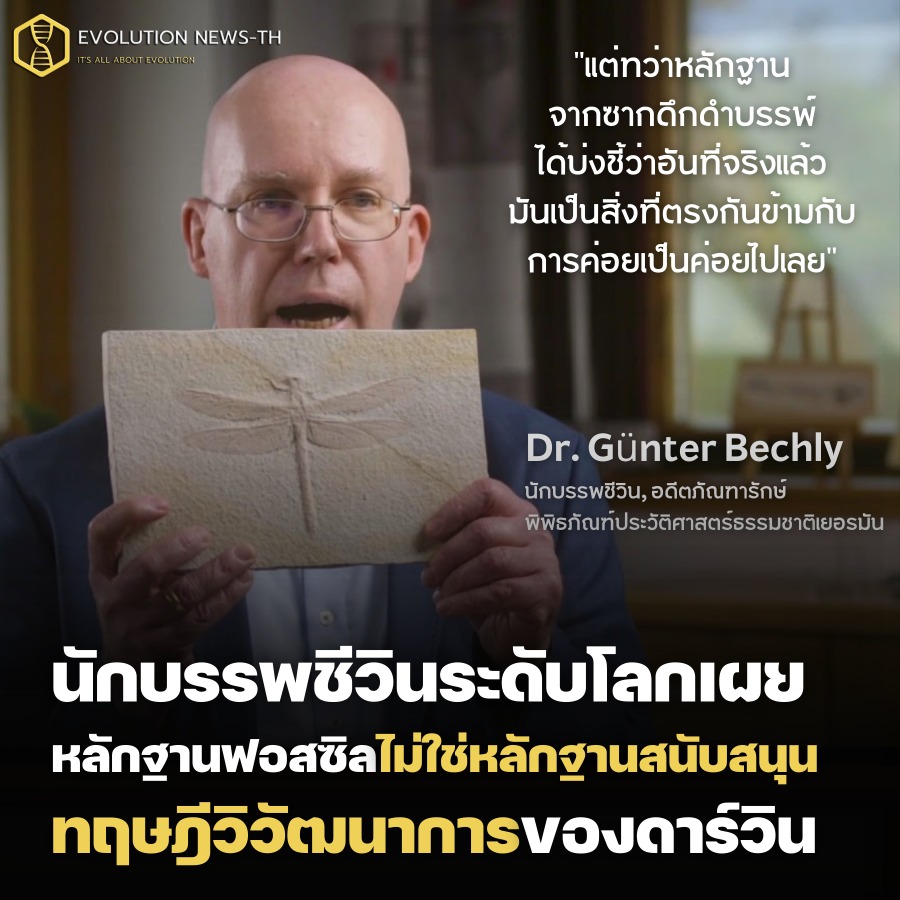 EVOLUTION NEWS-TH
IT'S ALL ABOUT EVOLUTION
"แต่ทว่าหลักฐาน
จากซากดึกดำบรรพ์
ได้บ่งชี้ว่าอันที่จริงแล้ว
มันเป็นสิ่งที่ตรงกันข้ามกับ
การค่อยเป็นค่อยไปเลย"
Dr. Günter Bechly
นักบรรพชีวิน, อดีตภัณฑารักษ์
พิพิธภัณฑ์ประวัติศาสตร์ธรรมชาติเยอรมัน
นักบรรพชีวินระดับโลกเผย
หลักฐานฟอสซิลไม่ใช่หลักฐานสนับสนุน
ทฤษฎีวิวัฒนาการของดาร์วิน